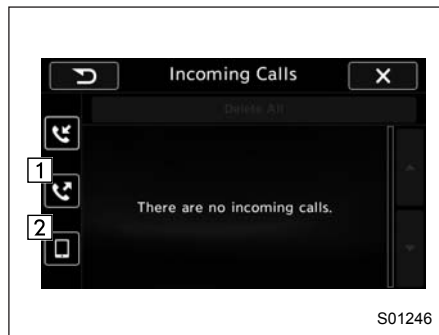 Incoming Calls
Delete All
1
There are no incoming calls.
2
S01246